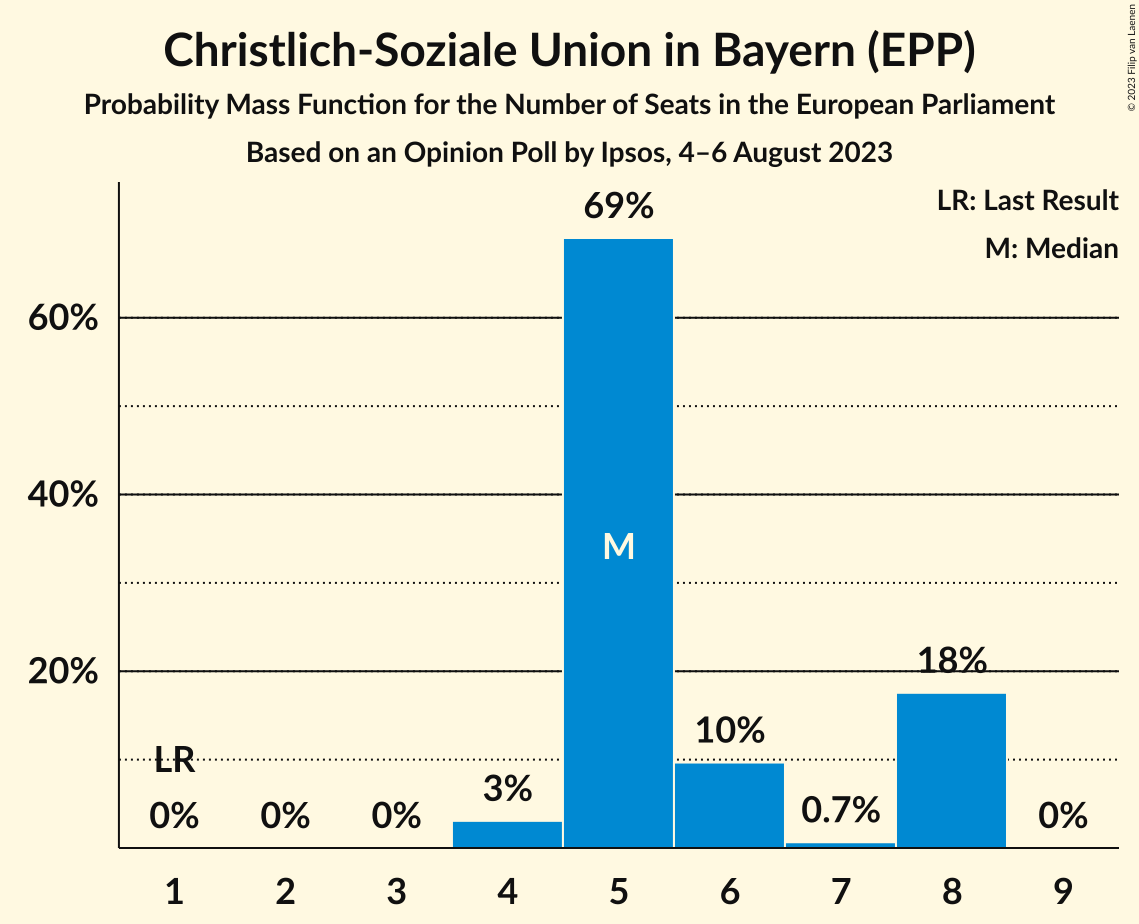 Christlich-Soziale Union in Bayern (EPP)
Probability Mass Function for the Number of Seats in the European Parliament
Based on an Opinion Poll by Ipsos, 4–6 August 2023
© 2023 Filip van Laenen
LR: Last Result
M: Median
69%
60%
40%
M
20%
18%
10%
LR
3%
0.7%
0% 0% 0% 0%
1 2 3 4 5 6 7 8 9